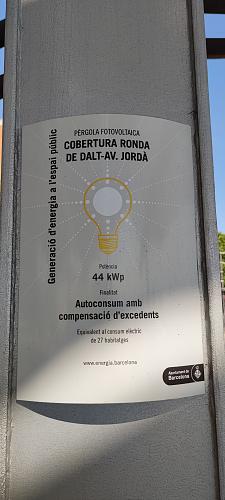 Generació d'energia a l'espai públic
PÈRGOLA FOTOVOLTAICA
COBERTURA RONDA
DE DALT-AV. JORDÀ
Potència
44 kWp
Finalitat
Autoconsum amb
compensació d'excedents
Equivalent al consum elèctric
de 27 habitatges
www.energia.barcelona
Ajuntament de
Barcelona